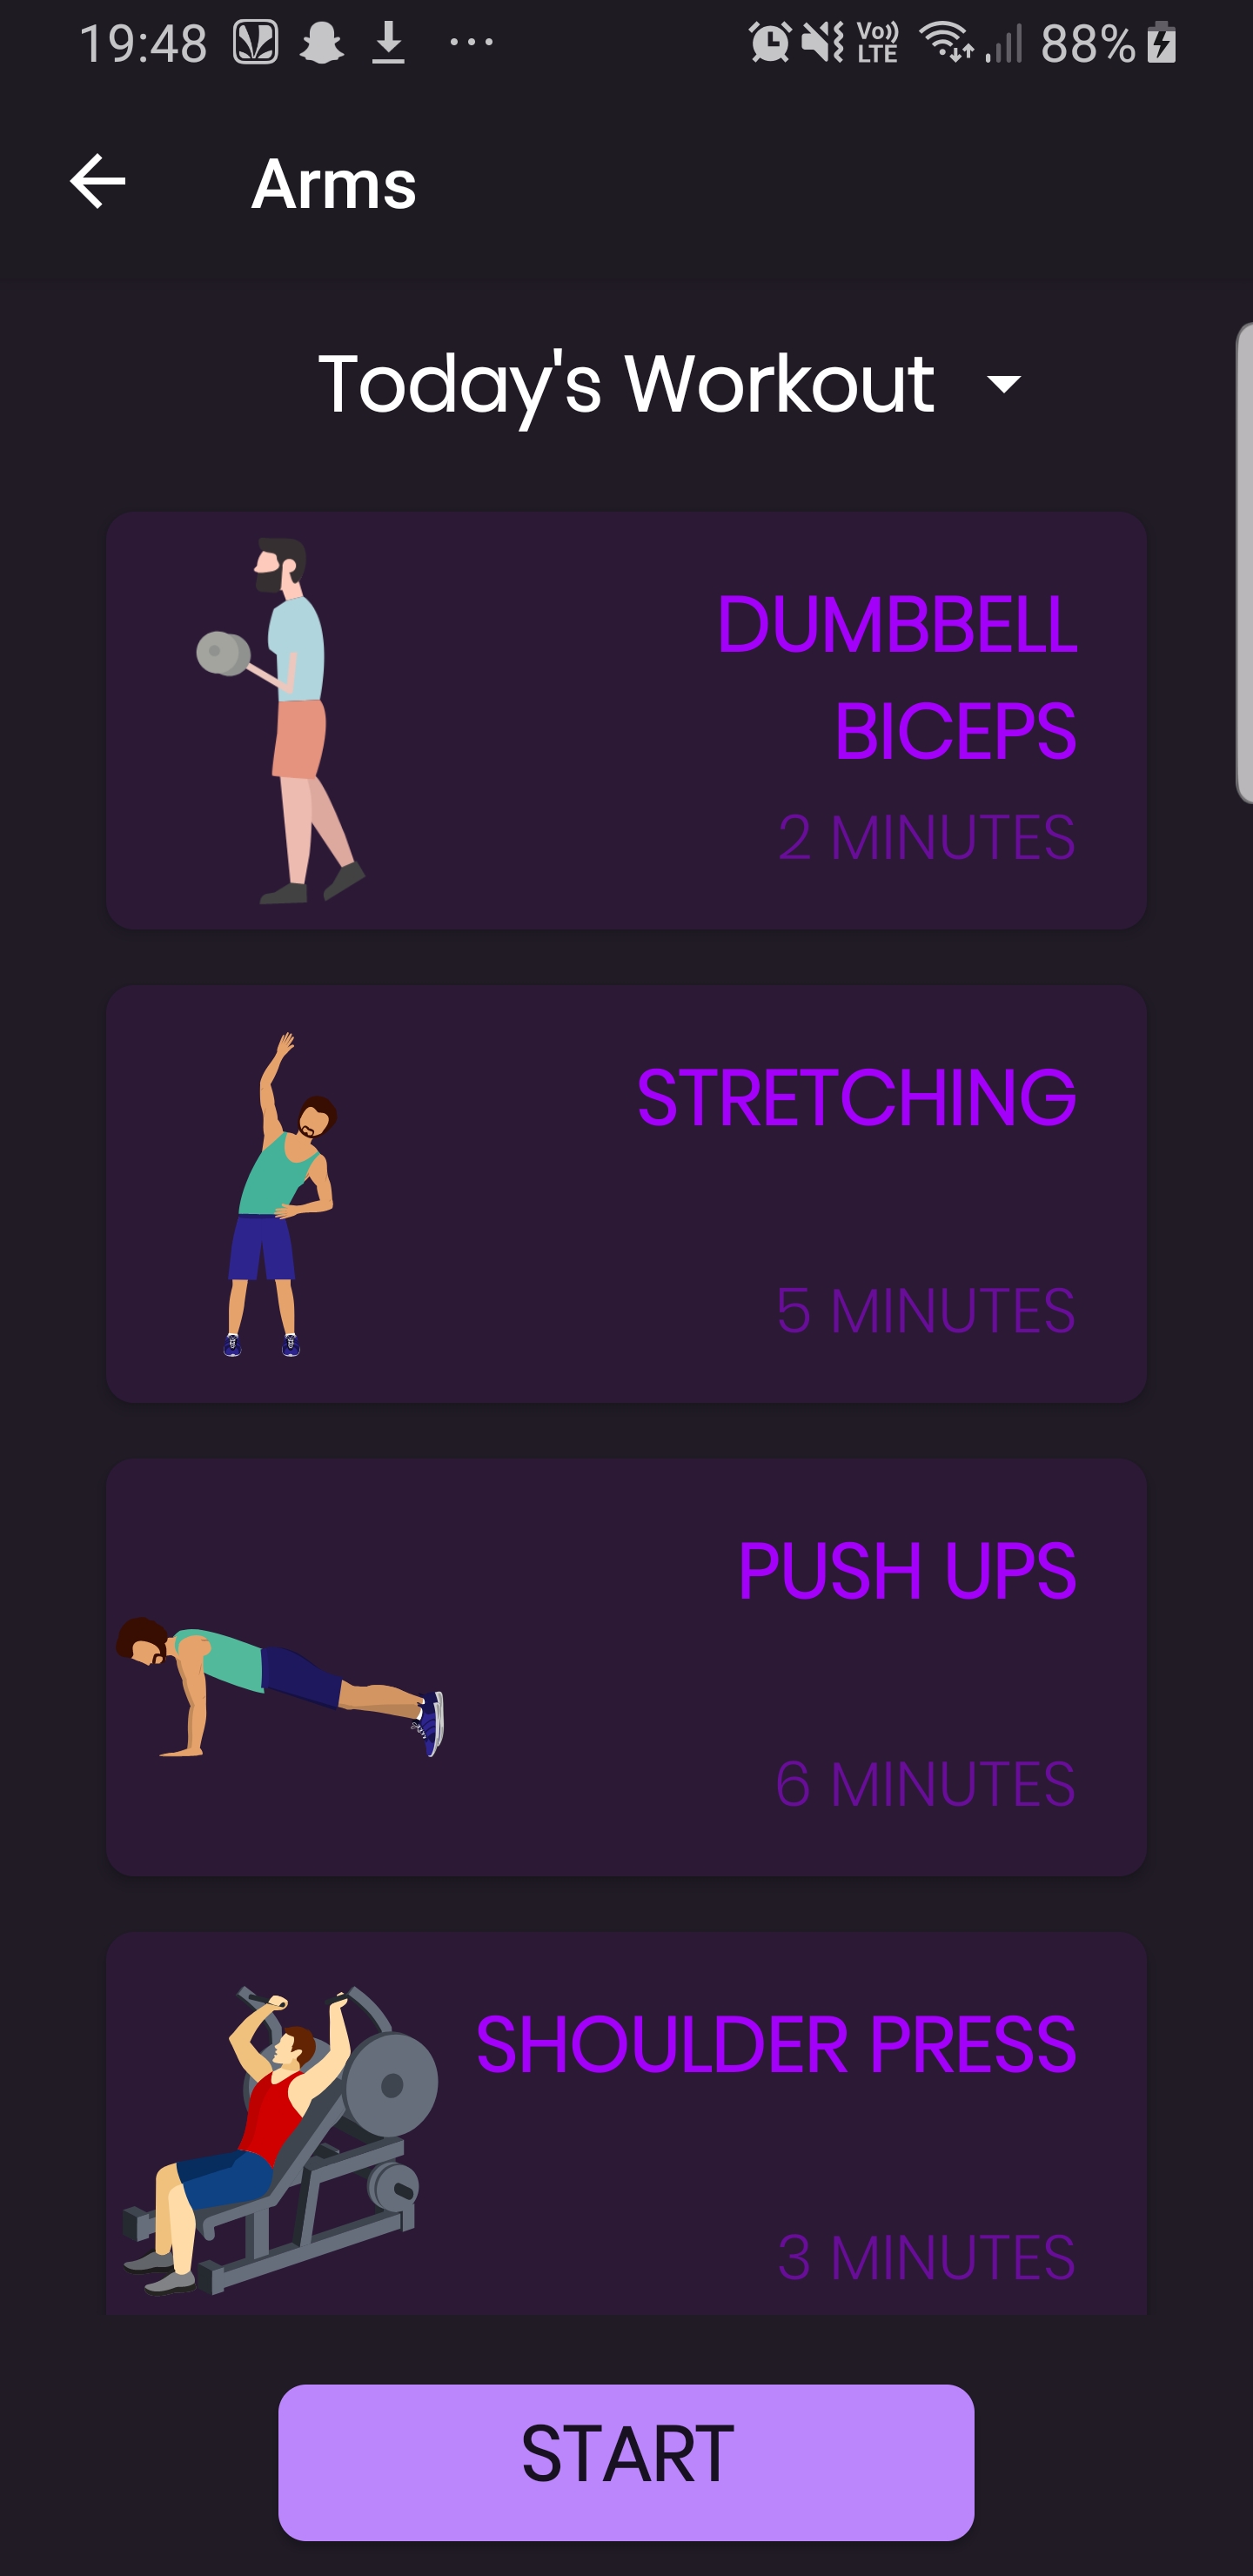 19:48 ... Vo)) LTE 88%
Arms
Today's Workout
DUMBBELL
BICEPS
2 MINUTES
STRETCHING
5 MINUTES
PUSH UPS
6 MINUTES
SHOULDER PRESS
3 MINUTES
START